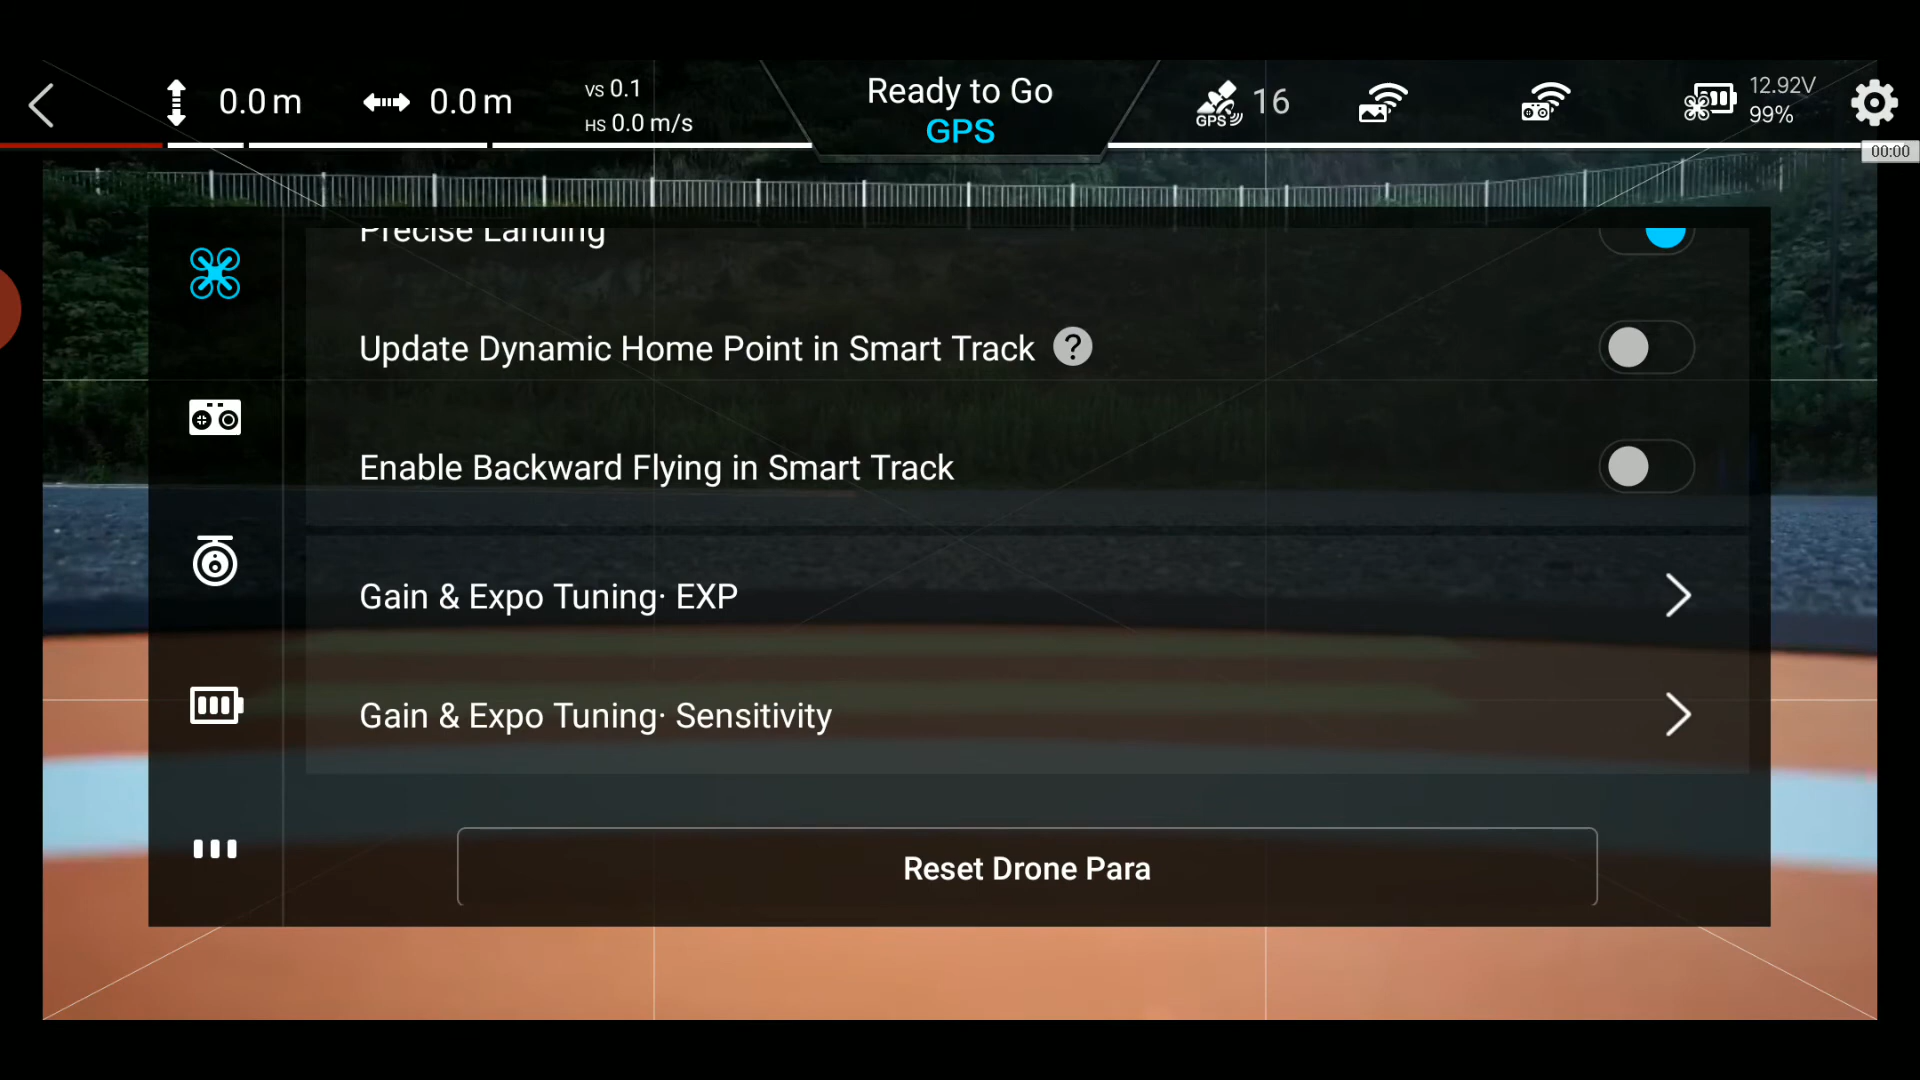 0.0 m
0.0 m
VS 0.1
HS 0.0 m/s
Ready to Go
GPS
GPS
16
12.92V
99%
00:00
Precise Landing
Update Dynamic Home Point in Smart Track ?
Enable Backward Flying in Smart Track
Gain & Expo Tuning· EXP
Gain & Expo Tuning· Sensitivity
Reset Drone Para